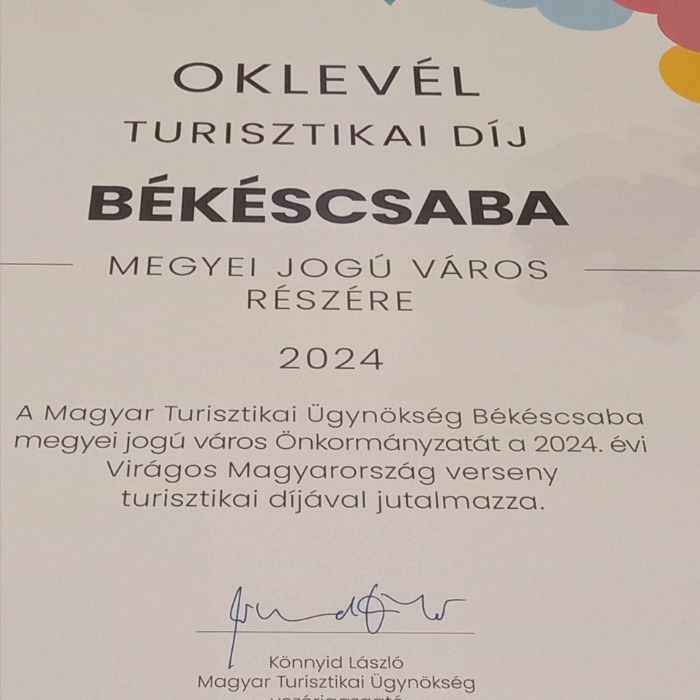 OKLEVÉL
TURISZTIKAI DÍJ
BÉKÉSCSABA
MEGYEI JOGÚ VÁROS
RÉSZÉRE
2024
A Magyar Turisztikai Ügynökség Békéscsaba
megyei jogú város Önkormányzatát a 2024. évi
Virágos Magyarország verseny
turisztikai díjával jutalmazza.
Könnyid László
Magyar Turisztikai Ügynökség